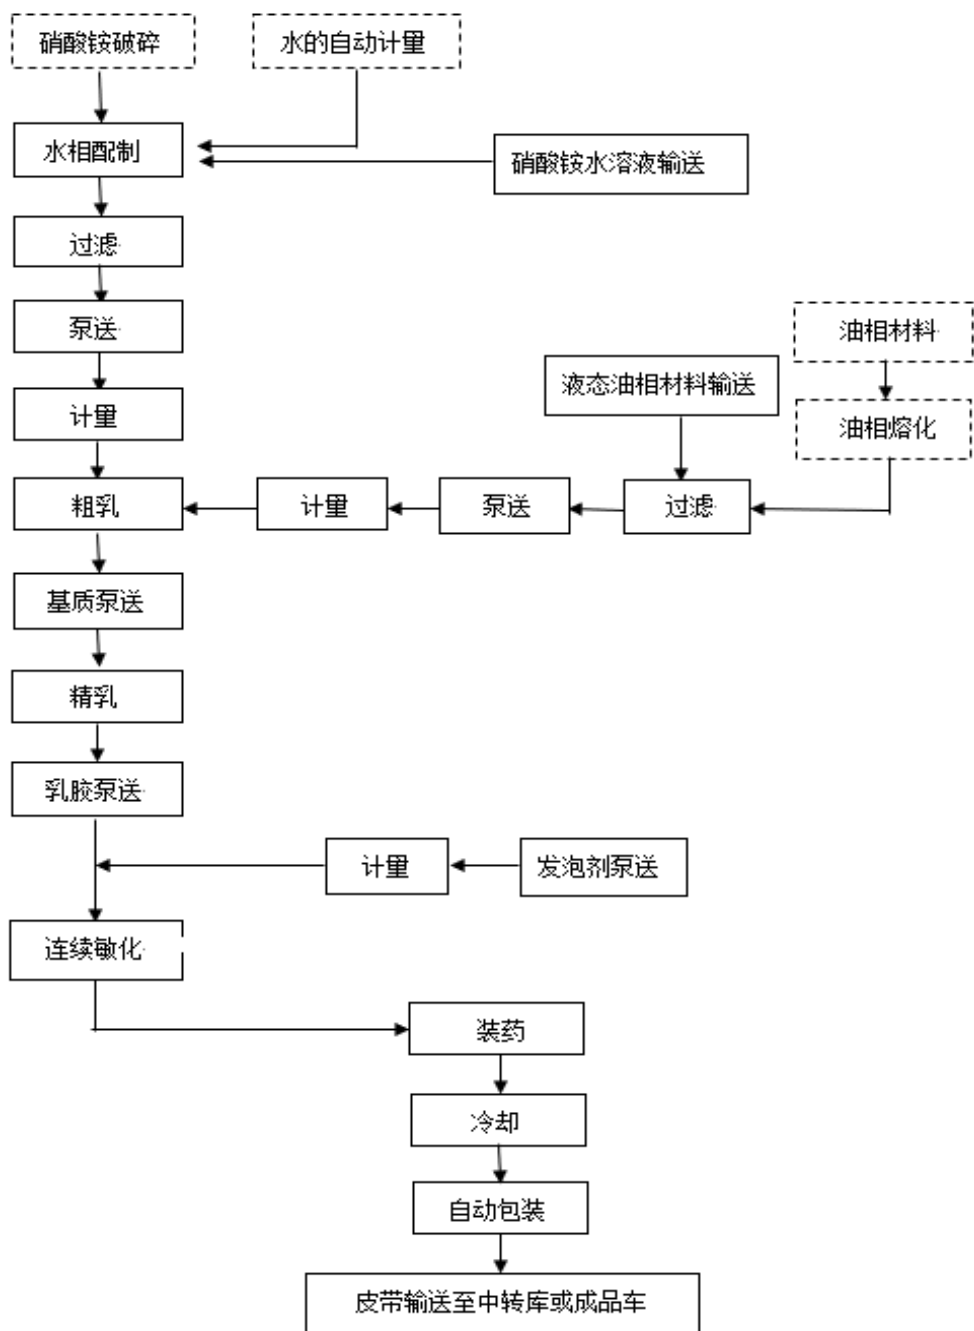 硝酸铵破碎
水的自动计量
水相配制
硝酸铵水溶液输送
过滤
泵送
油相材料
计量
液态油相材料输送
油相熔化
粗乳
计量
泵送
过滤
基质泵送
精乳
乳胶泵送
计量
发泡剂泵送
连续敏化
装药
冷却
自动包装
皮带输送至中转库或成品车